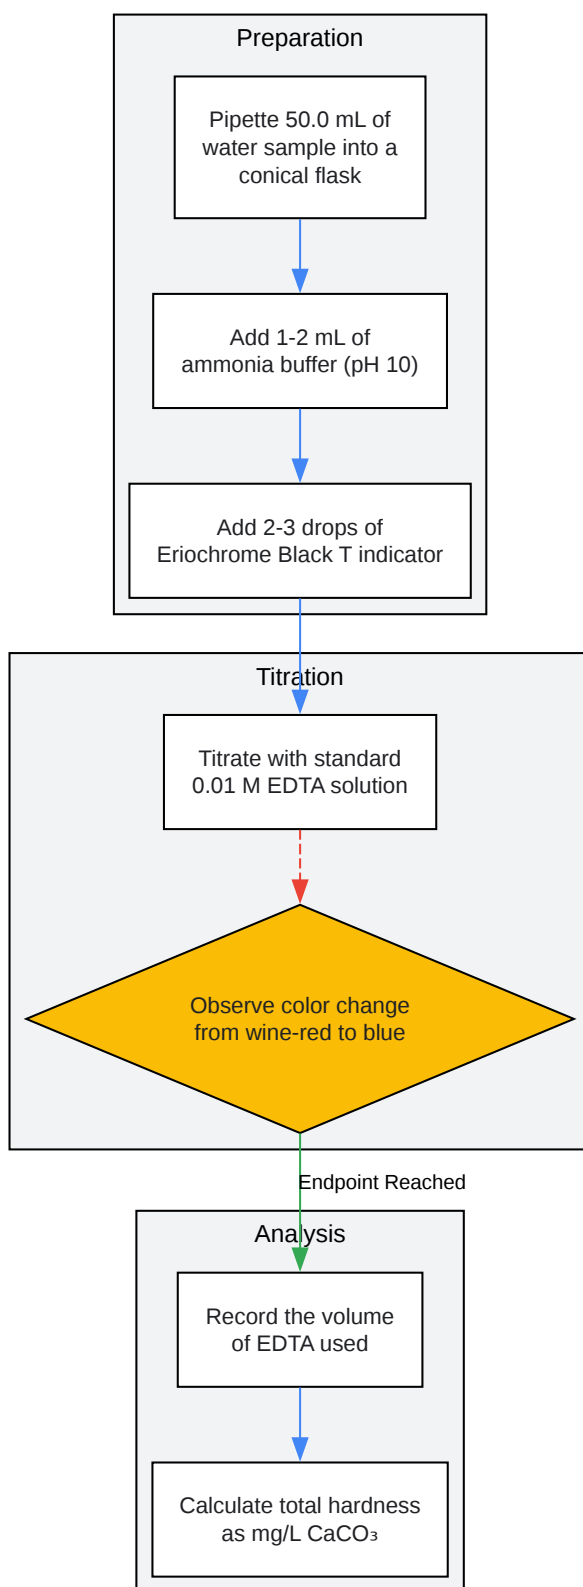 Preparation
Pipette 50.0 mL of
water sample into a
conical flask
Add 1-2 mL of
ammonia buffer (pH 10)
Add 2-3 drops of
Eriochrome Black T indicator
Titration
Titrate with standard
0.01 M EDTA solution
Observe color change
from wine-red to blue
Endpoint Reached
Analysis
Record the volume
of EDTA used
Calculate total hardness
as mg/L CaCO₃